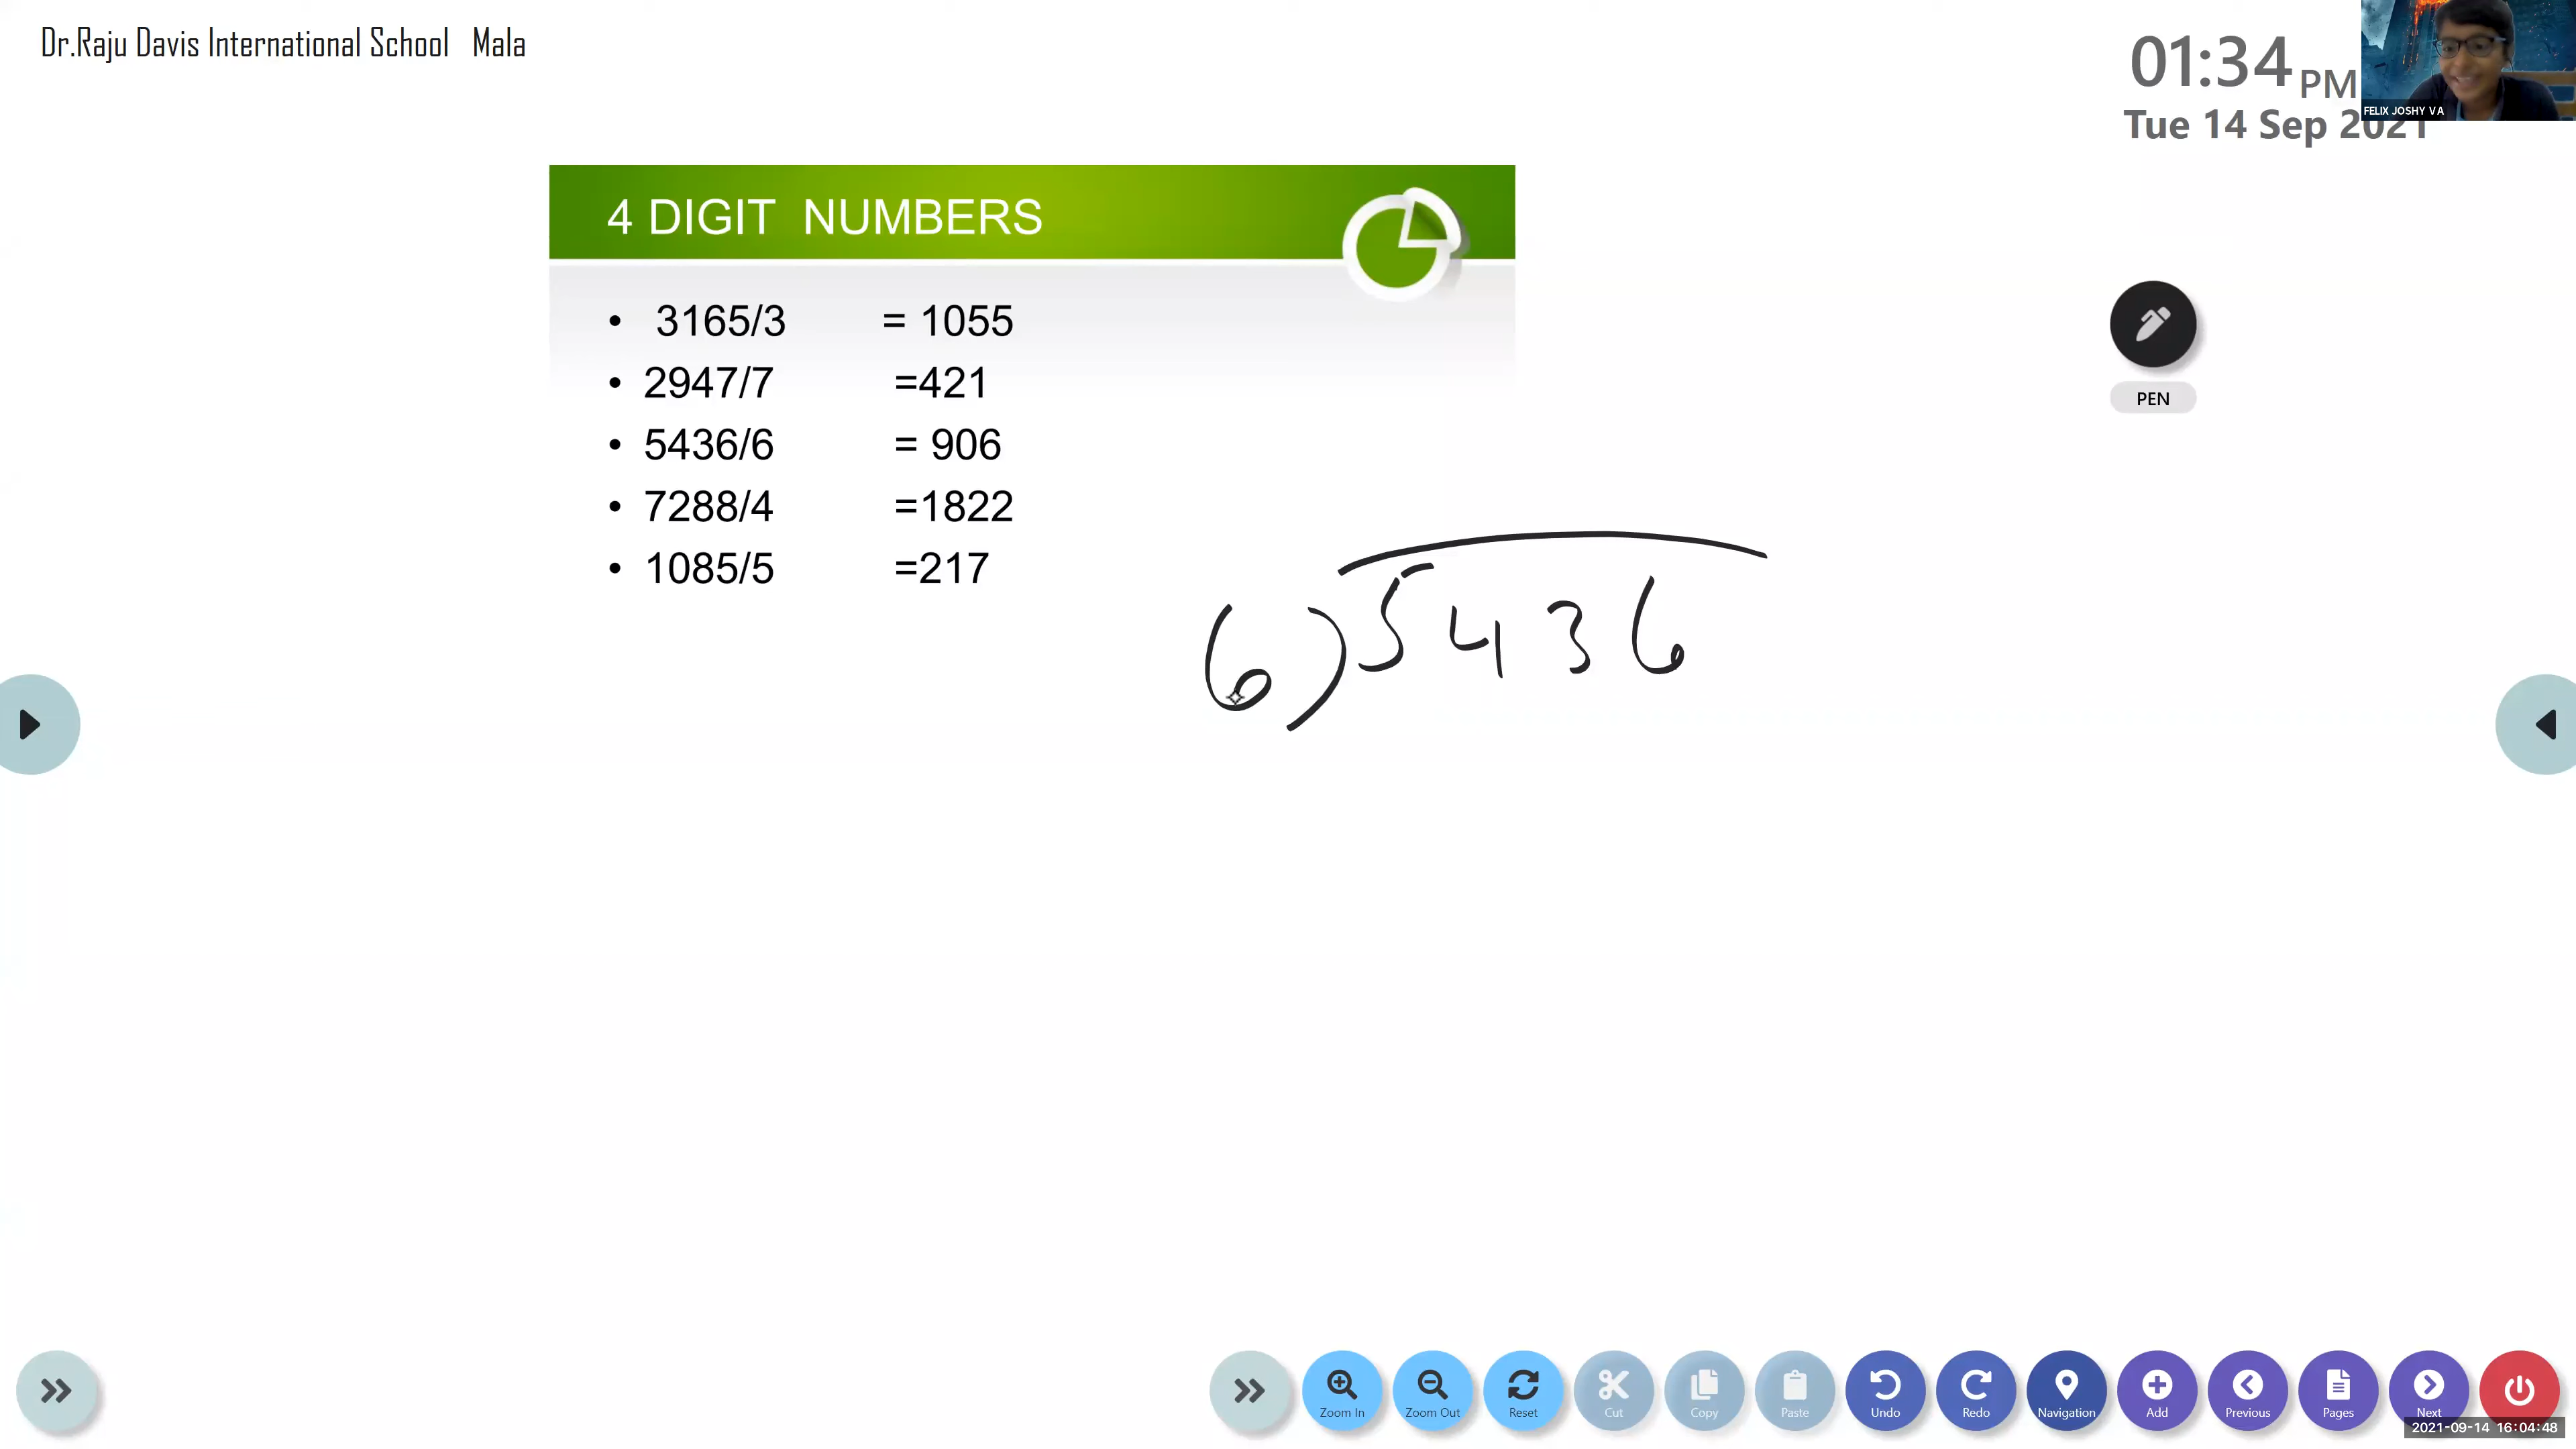 Dr.Raju Davis International School Mala
01:34 PM
Tue 14 Sep 2021
FELIX JOSHY V A
4 DIGIT NUMBERS
• 3165/3 = 1055
• 2947/7 =421
• 5436/6 = 906
• 7288/4 =1822
• 1085/5 =217
PEN
6)5436
Zoom In
Zoom Out
Reset
Cut
Copy
Paste
Undo
Redo
Navigation
Add
Previous
Pages
Next
2021-09-14 16:04:48